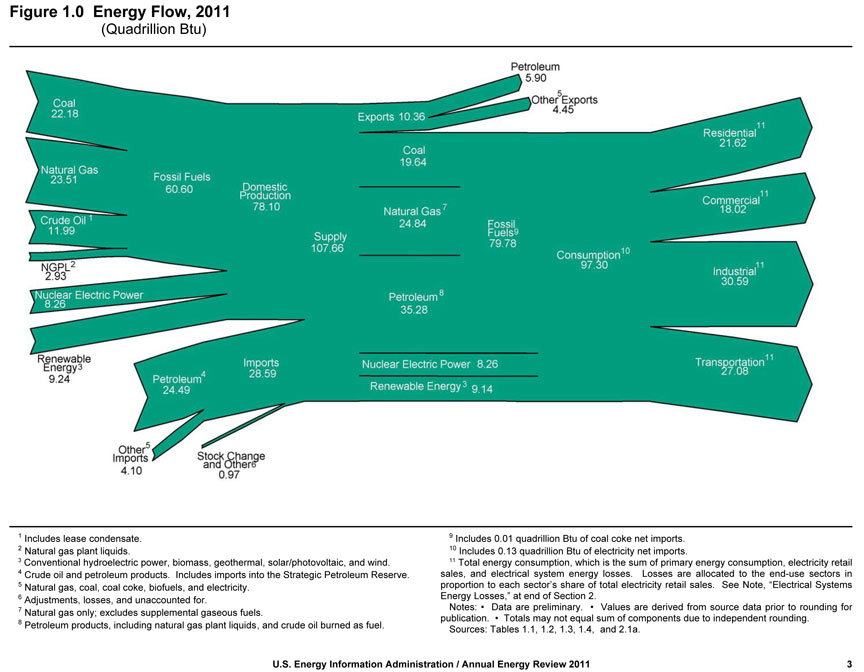 Figure 1.0 Energy Flow, 2011
(Quadrillion Btu)
Petroleum
5.90
Other Exports 5
4.45
Exports 10.36
Coal
22.18
Natural Gas
23.51
Crude Oil 1
11.99
NGPL 2
2.93
Nuclear Electric Power
8.26
Renewable
Energy 3
9.24
Fossil Fuels
60.60
Domestic
Production
78.10
Supply
107.66
Petroleum 4
24.49
Imports
28.59
Other 5
Imports
4.10
Stock Change
and Other 6
0.97
Coal
19.64
Natural Gas 7
24.84
Petroleum 8
35.28
Nuclear Electric Power 8.26
Renewable Energy 3 9.14
Fossil
Fuels 9
79.78
Consumption 10
97.30
Residential 11
21.62
Commercial 11
18.02
Industrial 11
30.59
Transportation 11
27.08
1 Includes lease condensate.
2 Natural gas plant liquids.
3 Conventional hydroelectric power, biomass, geothermal, solar/photovoltaic, and wind.
4 Crude oil and petroleum products. Includes imports into the Strategic Petroleum Reserve.
5 Natural gas, coal, coal coke, biofuels, and electricity.
6 Adjustments, losses, and unaccounted for.
7 Natural gas only; excludes supplemental gaseous fuels.
8 Petroleum products, including natural gas plant liquids, and crude oil burned as fuel.
9 Includes 0.01 quadrillion Btu of coal coke net imports.
10 Includes 0.13 quadrillion Btu of electricity net imports.
11 Total energy consumption, which is the sum of primary energy consumption, electricity retail
sales, and electrical system energy losses. Losses are allocated to the end-use sectors in
proportion to each sector's share of total electricity retail sales. See Note, "Electrical Systems
Energy Losses," at end of Section 2.
Notes: • Data are preliminary. • Values are derived from source data prior to rounding for
publication. • Totals may not equal sum of components due to independent rounding.
Sources: Tables 1.1, 1.2, 1.3, 1.4, and 2.1a.
U.S. Energy Information Administration / Annual Energy Review 2011
3